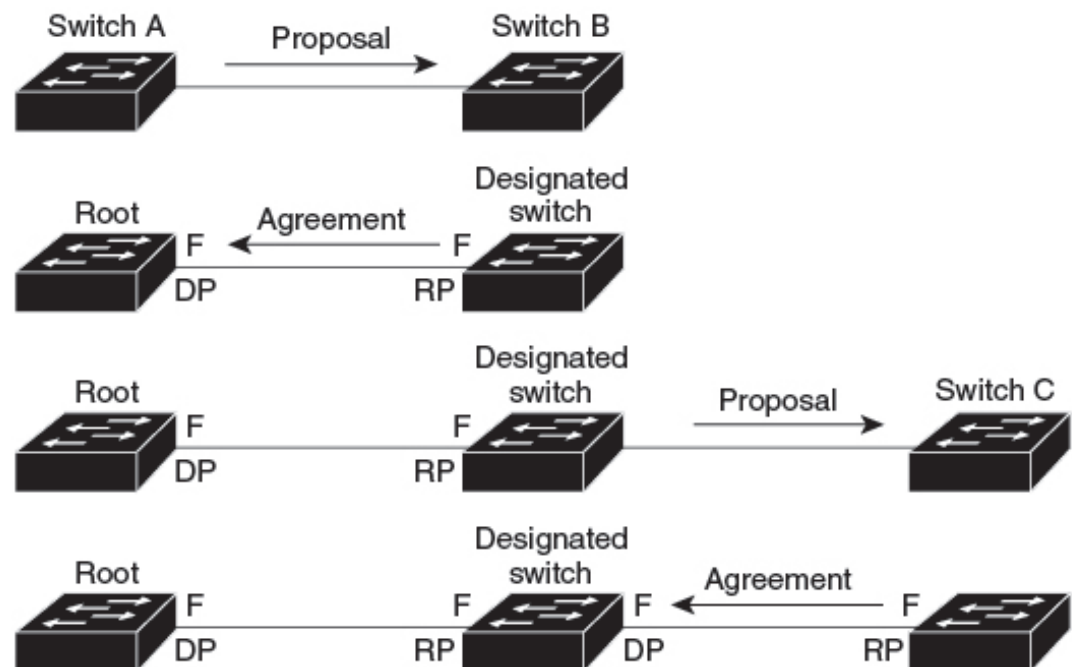 Switch A
Proposal
Switch B
Root
Agreement
Designated
switch
F
F
DP
RP
Root
Designated
switch
Proposal
Switch C
F
F
DP
RP
Root
Designated
switch
Agreement
F
F
F
F
DP
RP
DP
RP